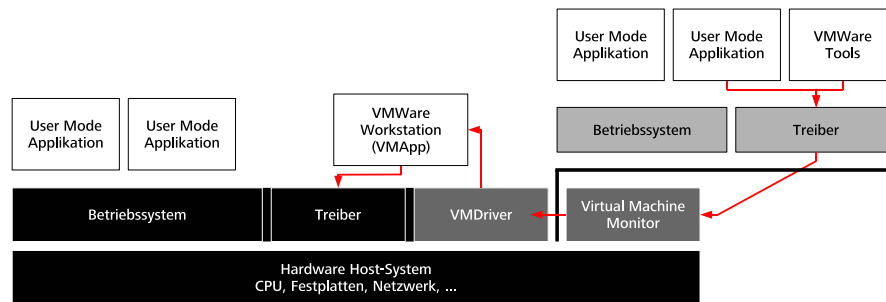 User Mode
Applikation
User Mode
Applikation
VMWare
Tools
User Mode
Applikation
User Mode
Applikation
VMWare
Workstation
(VMApp)
Betriebssystem
Treiber
Betriebssystem
Treiber
VMDriver
Virtual Machine
Monitor
Hardware Host-System
CPU, Festplatten, Netzwerk, ...